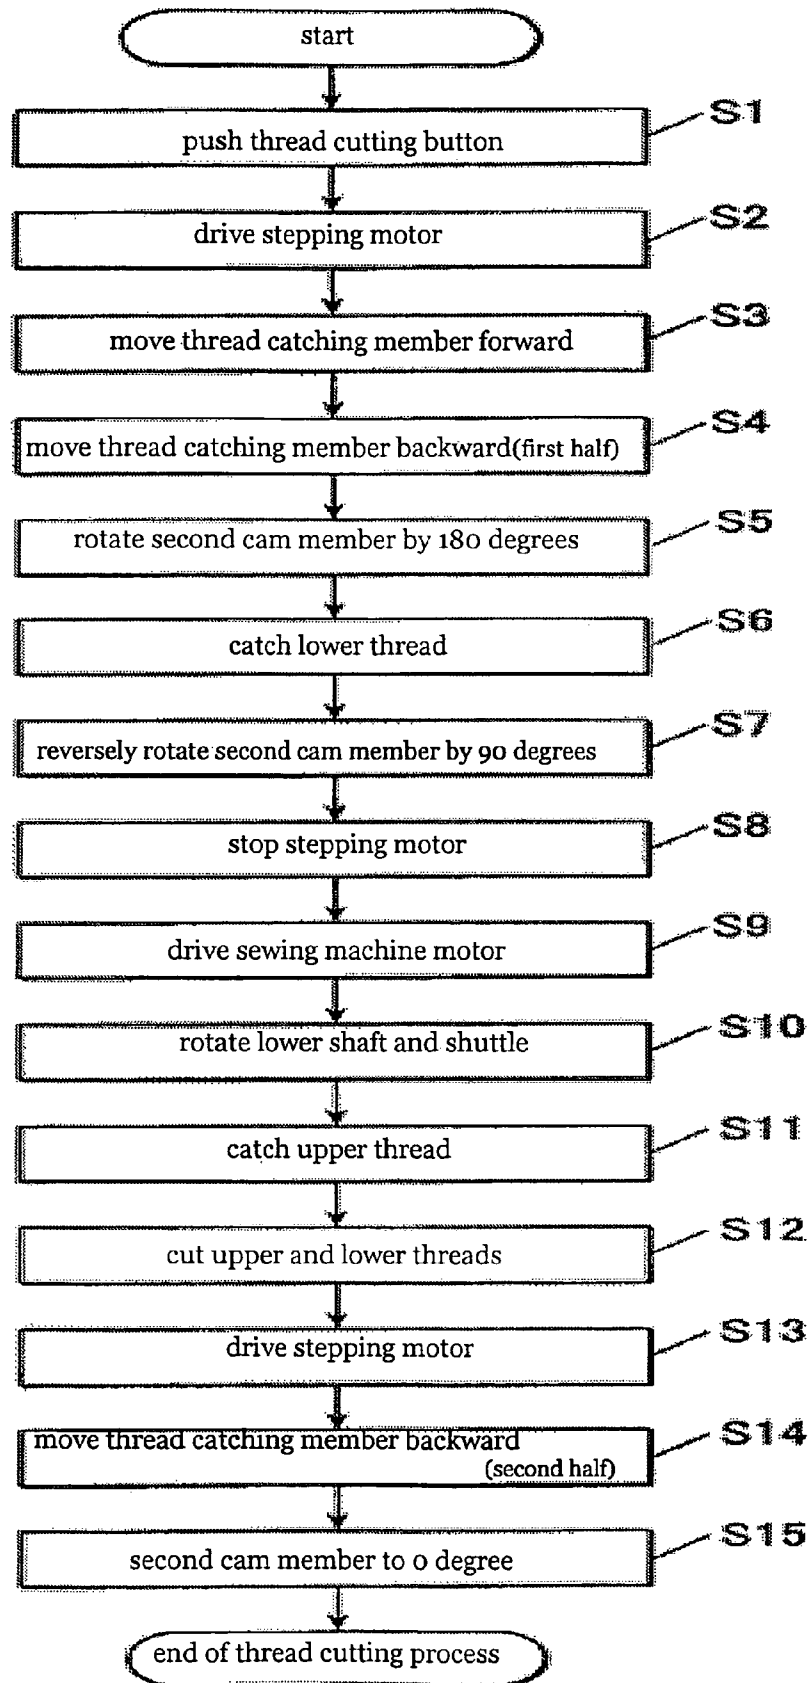 start
S1
push thread cutting button
S2
drive stepping motor
S3
move thread catching member forward
S4
move thread catching member backward(first half)
S5
rotate second cam member by 180 degrees
S6
catch lower thread
S7
reversely rotate second cam member by 90 degrees
S8
stop stepping motor
S9
drive sewing machine motor
S10
rotate lower shaft and shuttle
S11
catch upper thread
S12
cut upper and lower threads
S13
drive stepping motor
S14
move thread catching member backward
(second half)
S15
second cam member to 0 degree
end of thread cutting process